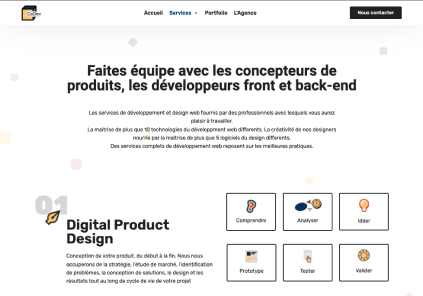 CoDev
Accueil Services Portfolio L'Agence Nous contacter
Faites équipe avec les concepteurs de
produits, les développeurs front et back-end
Les services de développement et design web fournis par des professionnels avec lesquels vous aurez
plaisir à travailler.
La maîtrise de plus que 10 technologies du développment web differents. La créativité de nos designers
nourrie par la maîtrise de plus que 5 logiciels du design differents.
Des services complets de développement web reposant sur les meilleures pratiques.
01
Digital Product
Design
Conception de votre produit, du début à la fin. Nous nous
occuperons de la stratégie, l'étude de marché, l'identification
de problèmes, la conception de solutions, le design et les
résultats tout au long de cycle de vie de votre projet
Comprendre Analyser Idéer
Prototype Tester Valider